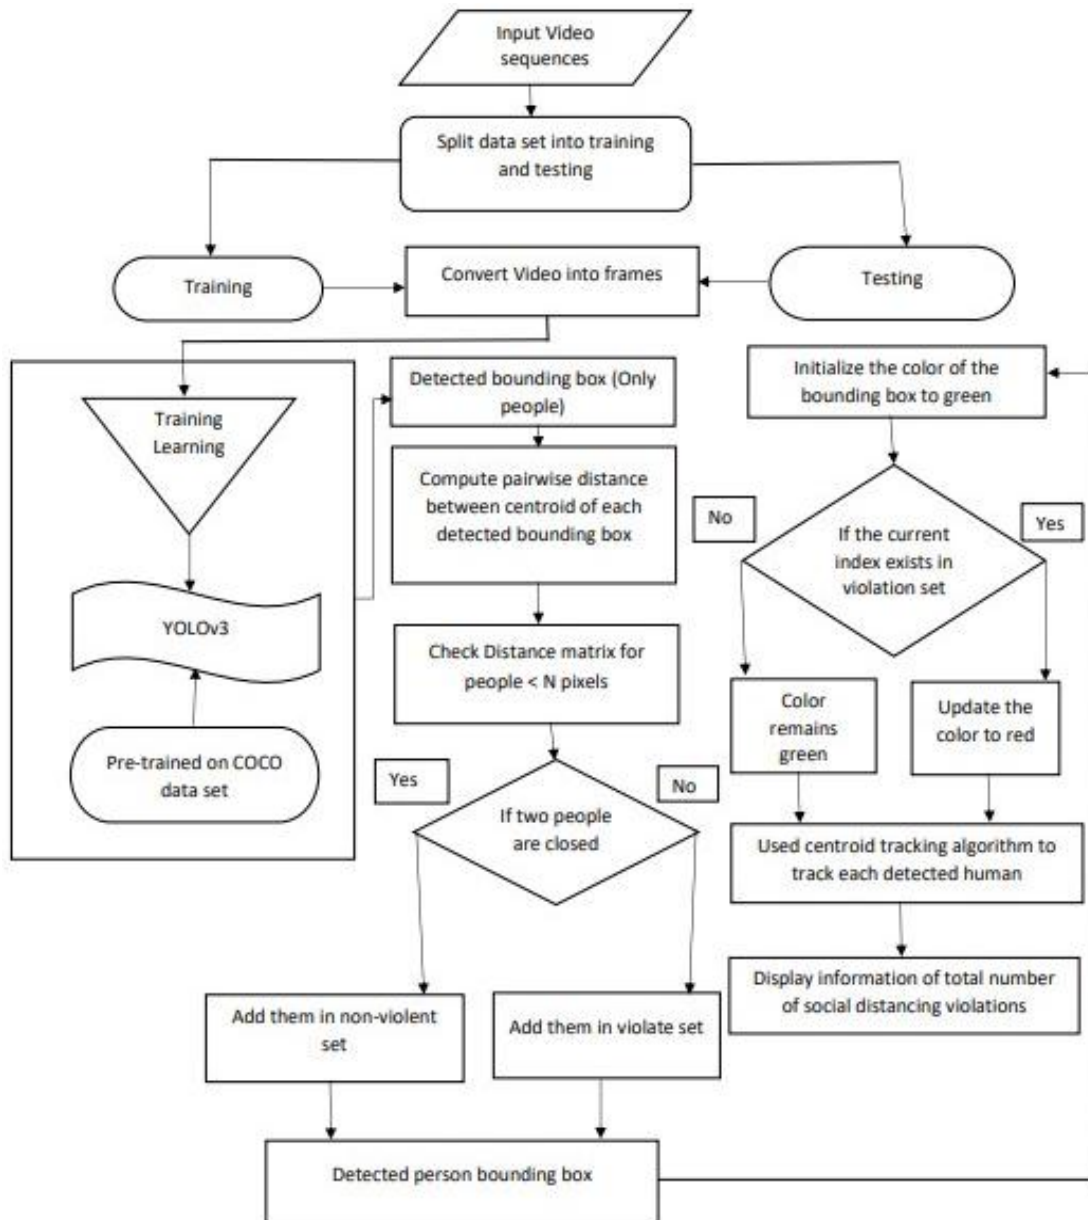 Input Video
sequences
Split data set into training
and testing
Training
Convert Video into frames
Testing
Training
Learning
YOLOv3
Pre-trained on COCO
data set
Detected bounding box (Only
people)
Compute pairwise distance
between centroid of each
detected bounding box
Check Distance matrix for
people < N pixels
Yes
No
If two people
are closed
Add them in non-violent
set
Add them in violate set
Detected person bounding box
Initialize the color of the
bounding box to green
No
Yes
If the current
index exists in
violation set
Color
remains
green
Update the
color to red
Used centroid tracking algorithm to
track each detected human
Display information of total number
of social distancing violations